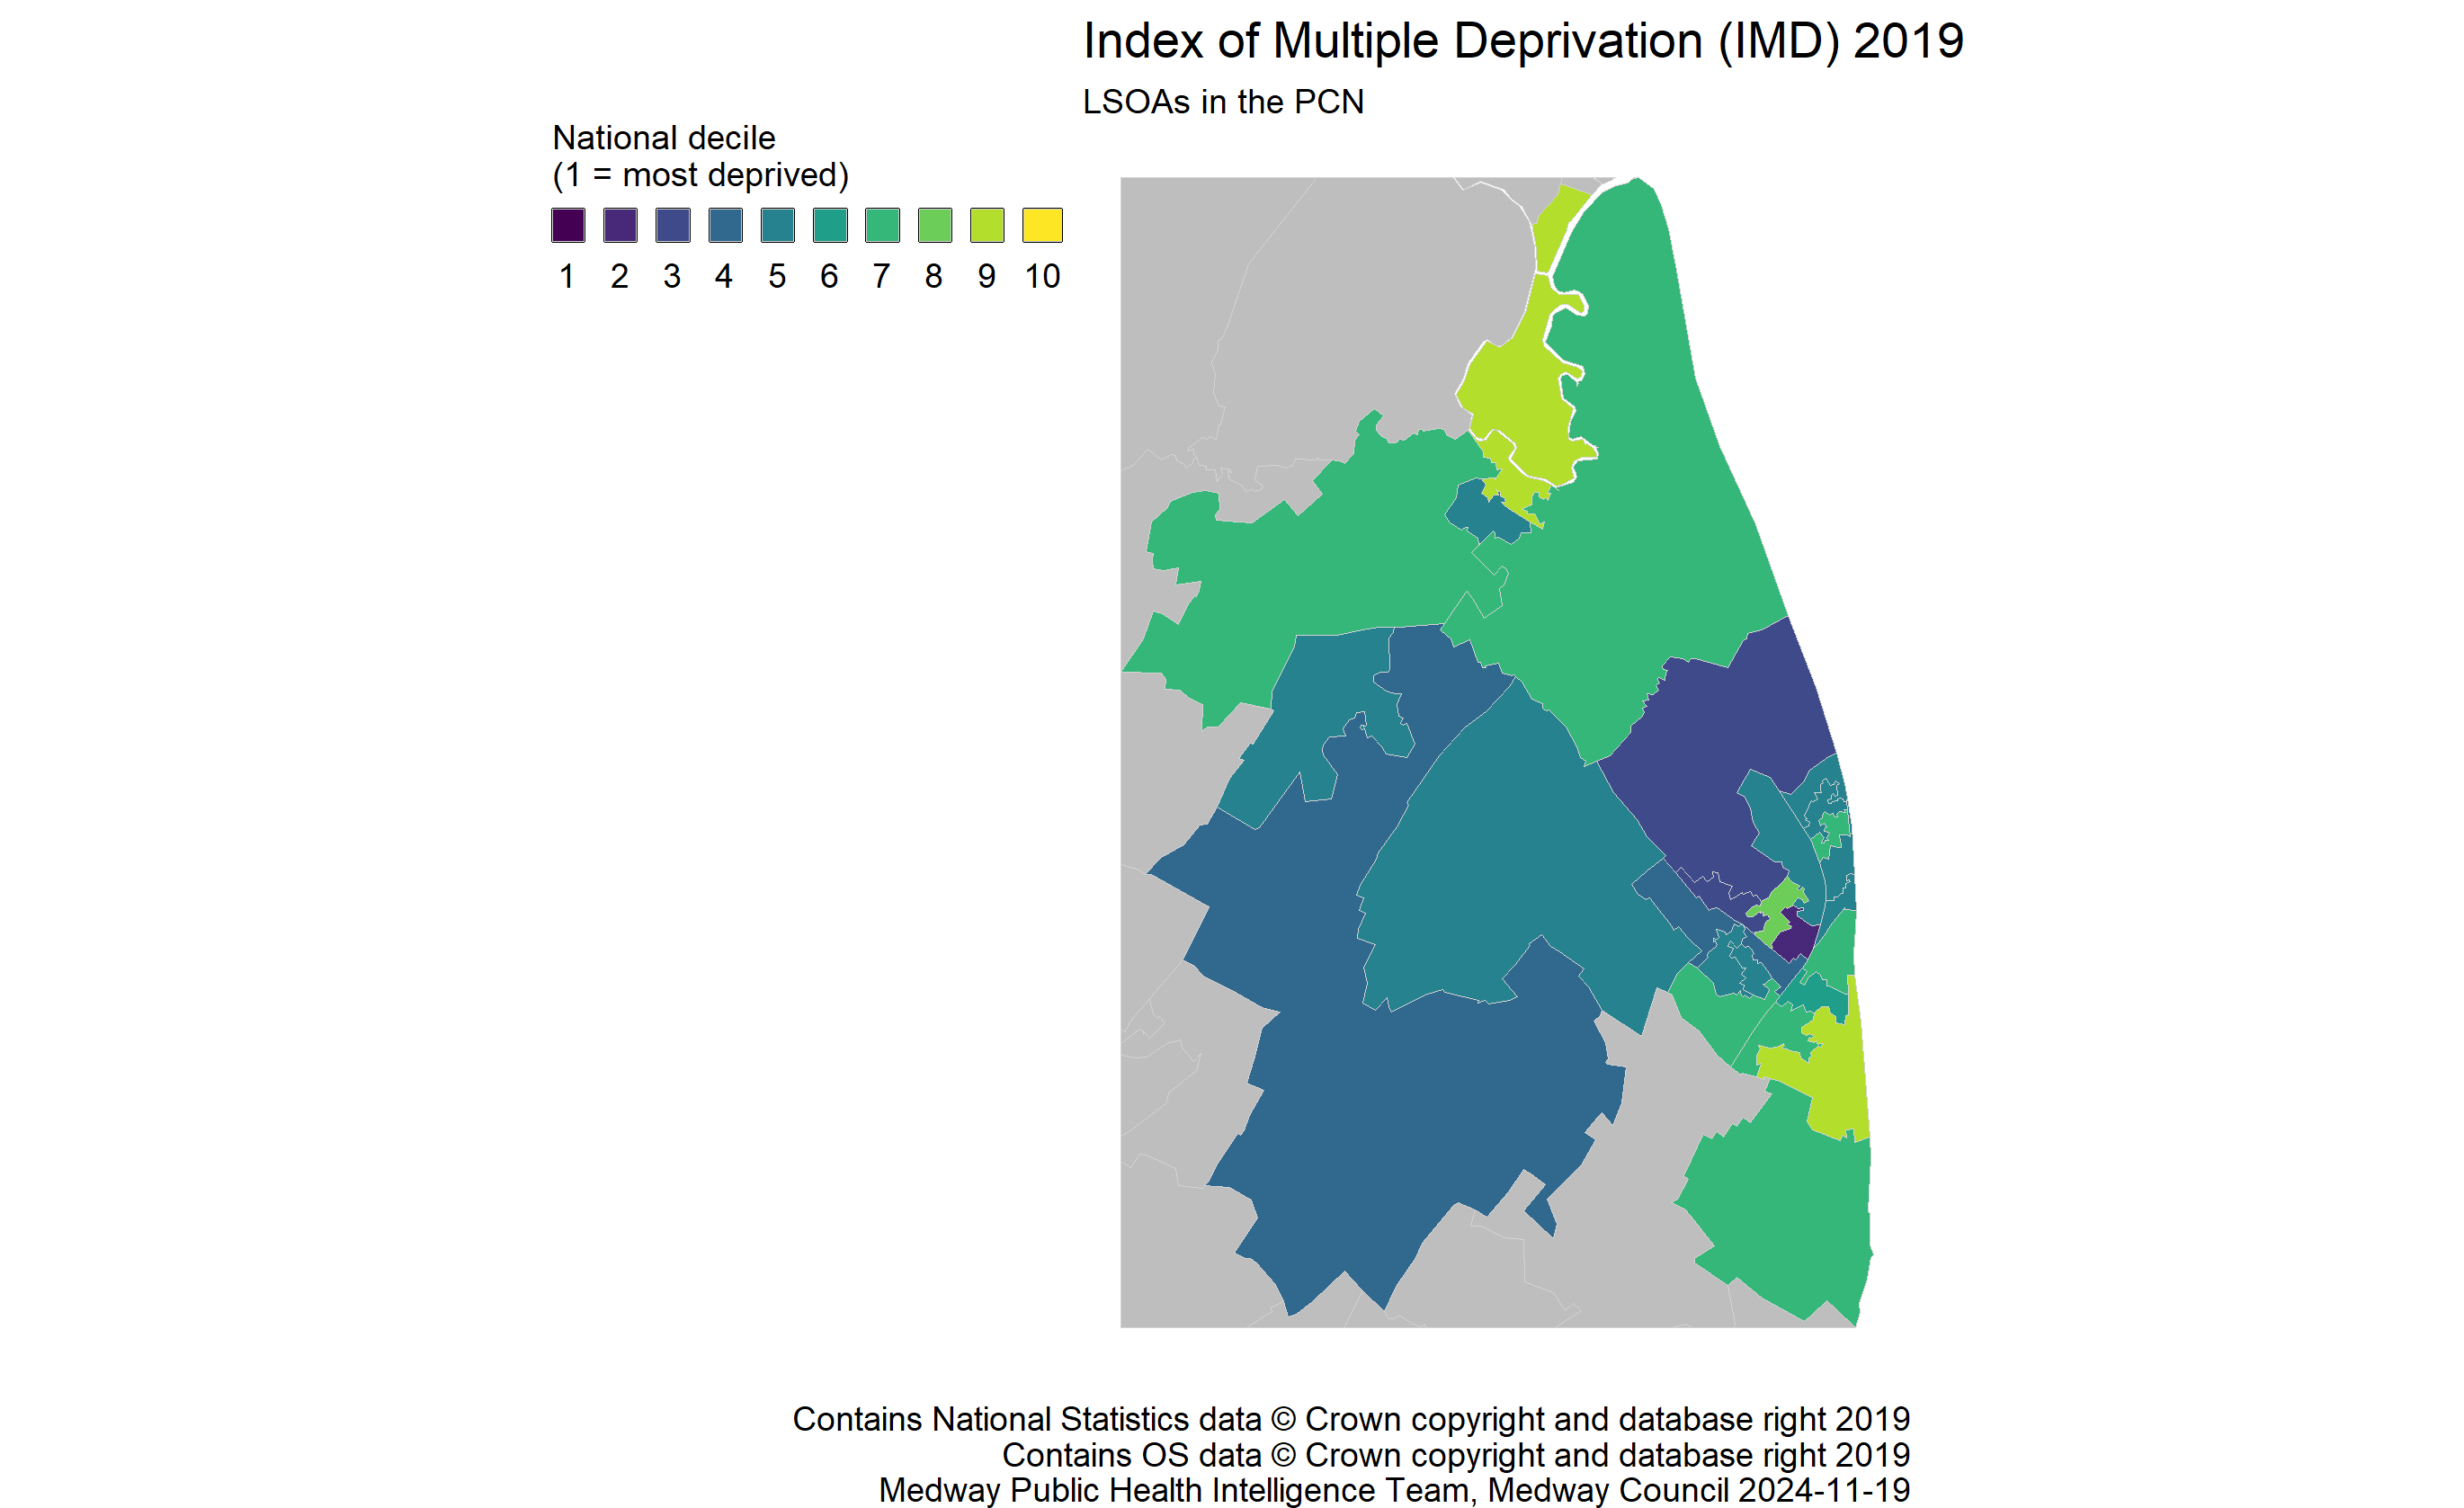 Index of Multiple Deprivation (IMD) 2019
LSOAs in the PCN
National decile
(1 = most deprived)
1 2 3 4 5 6 7 8 9 10
Contains National Statistics data © Crown copyright and database right 2019
Contains OS data © Crown copyright and database right 2019
Medway Public Health Intelligence Team, Medway Council 2024-11-19